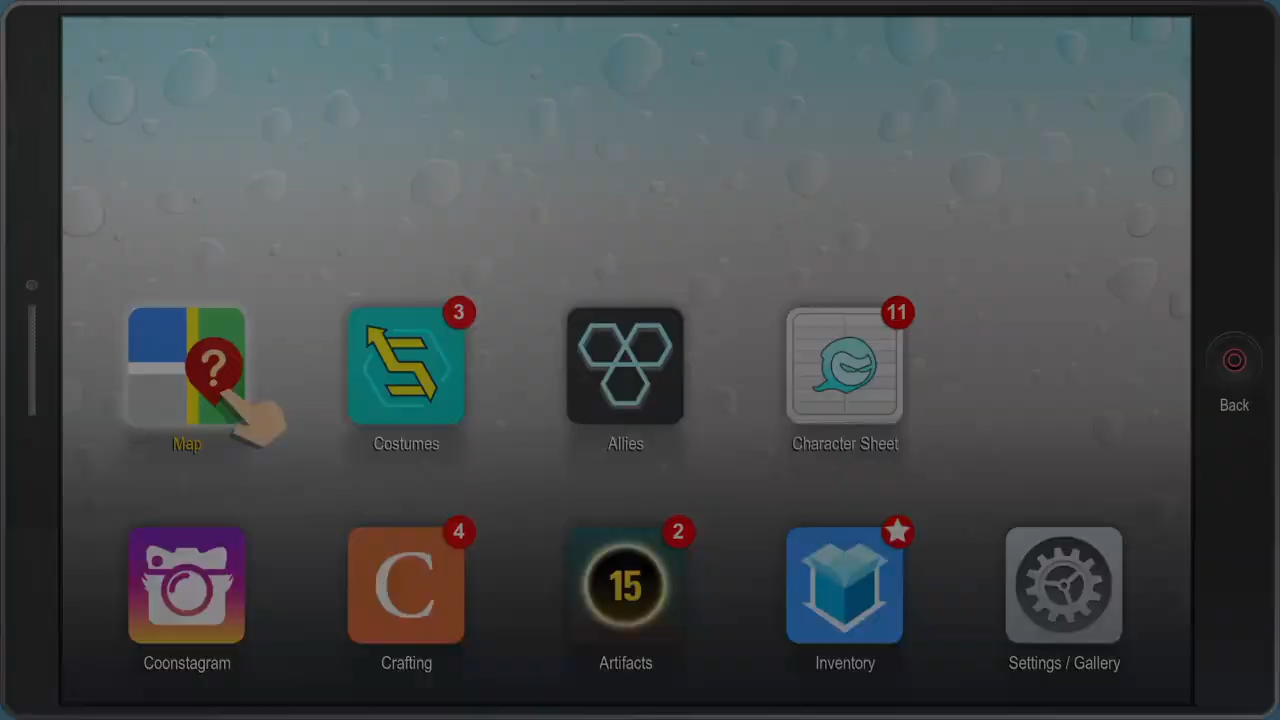 3
11
?
Back
Map
Costumes
Allies
Character Sheet
4
2
C
15
Coonstagram
Crafting
Artifacts
Inventory
Settings / Gallery